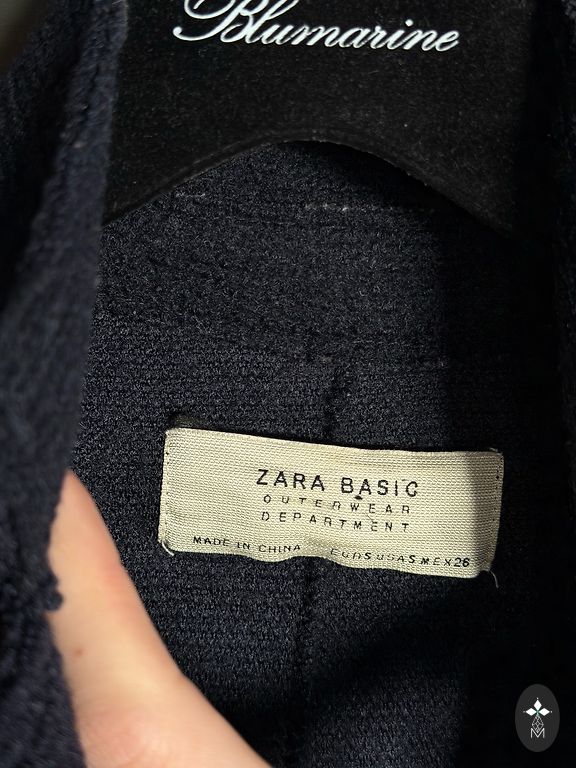 Blumarine
ZARA BASIC
OUTERWEAR
DEPARTMENT
MADE IN CHINA EUR S USA S MEX 26